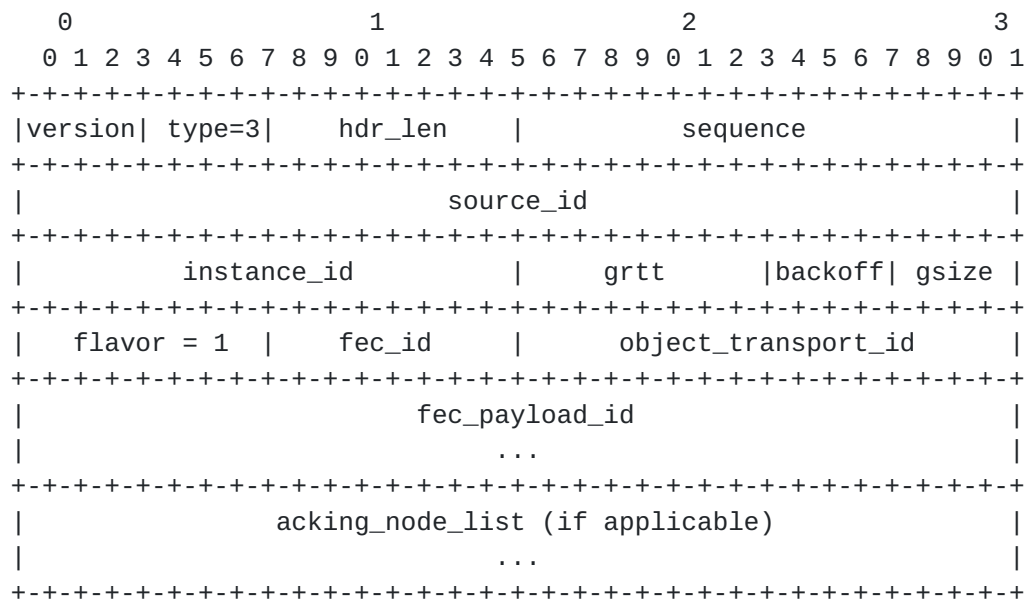 0                   1                   2                   3
   0 1 2 3 4 5 6 7 8 9 0 1 2 3 4 5 6 7 8 9 0 1 2 3 4 5 6 7 8 9 0 1
 +-+-+-+-+-+-+-+-+-+-+-+-+-+-+-+-+-+-+-+-+-+-+-+-+-+-+-+-+-+-+-+-+
 |version| type=3|    hdr_len    |          sequence             |
 +-+-+-+-+-+-+-+-+-+-+-+-+-+-+-+-+-+-+-+-+-+-+-+-+-+-+-+-+-+-+-+-+
 |                           source_id                           |
 +-+-+-+-+-+-+-+-+-+-+-+-+-+-+-+-+-+-+-+-+-+-+-+-+-+-+-+-+-+-+-+-+
 |          instance_id          |     grtt      |backoff| gsize |
 +-+-+-+-+-+-+-+-+-+-+-+-+-+-+-+-+-+-+-+-+-+-+-+-+-+-+-+-+-+-+-+-+
 |   flavor = 1  |    fec_id     |      object_transport_id      |
 +-+-+-+-+-+-+-+-+-+-+-+-+-+-+-+-+-+-+-+-+-+-+-+-+-+-+-+-+-+-+-+-+
 |                         fec_payload_id                        |
 |                              ...                              |
 +-+-+-+-+-+-+-+-+-+-+-+-+-+-+-+-+-+-+-+-+-+-+-+-+-+-+-+-+-+-+-+-+
 |                acking_node_list (if applicable)               |
 |                              ...                              |
 +-+-+-+-+-+-+-+-+-+-+-+-+-+-+-+-+-+-+-+-+-+-+-+-+-+-+-+-+-+-+-+-+